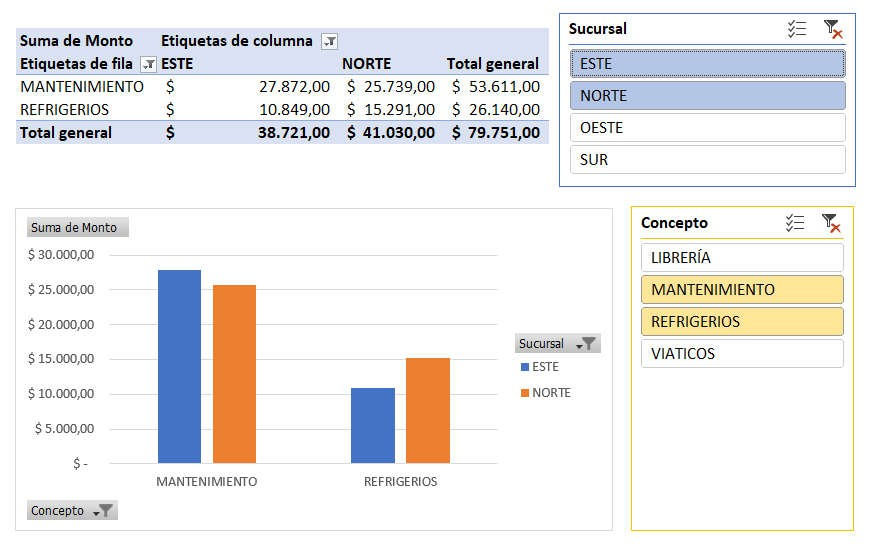 Suma de Monto Etiquetas de columna
Etiquetas de fila ESTE NORTE Total general
MANTENIMIENTO $ 27.872,00 $ 25.739,00 $ 53.611,00
REFRIGERIOS $ 10.849,00 $ 15.291,00 $ 26.140,00
Total general $ 38.721,00 $ 41.030,00 $ 79.751,00
Sucursal
ESTE
NORTE
OESTE
SUR
Suma de Monto
$ 30.000,00
$ 25.000,00
$ 20.000,00
$ 15.000,00
$ 10.000,00
$ 5.000,00
$ -
MANTENIMIENTO REFRIGERIOS
Sucursal
ESTE
NORTE
Concepto
Concepto
LIBRERÍA
MANTENIMIENTO
REFRIGERIOS
VIATICOS